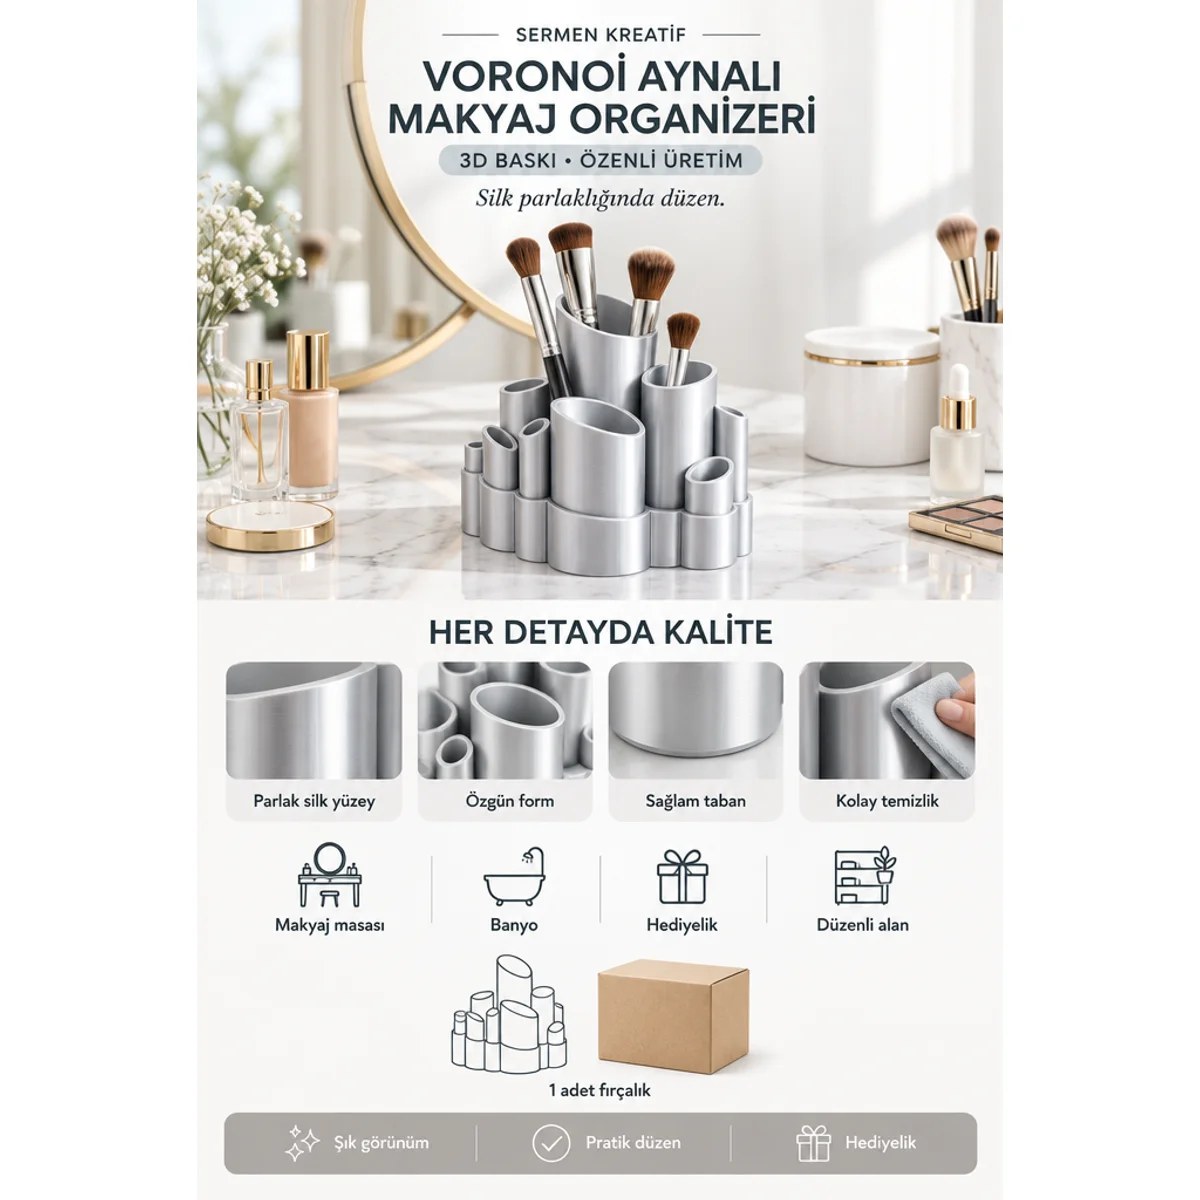 SERMEN KREATİF
VORONOİ AYNALI
MAKYAJ ORGANİZERİ
3D BASKI • ÖZENLİ ÜRETİM
Silk parlaklığında düzen.
HER DETAYDA KALİTE
Parlak silk yüzey
Özgün form
Sağlam taban
Kolay temizlik
Makyaj masası
Banyo
Hediyelik
Düzenli alan
1 adet fırçalık
Şık görünüm
Pratik düzen
Hediyelik